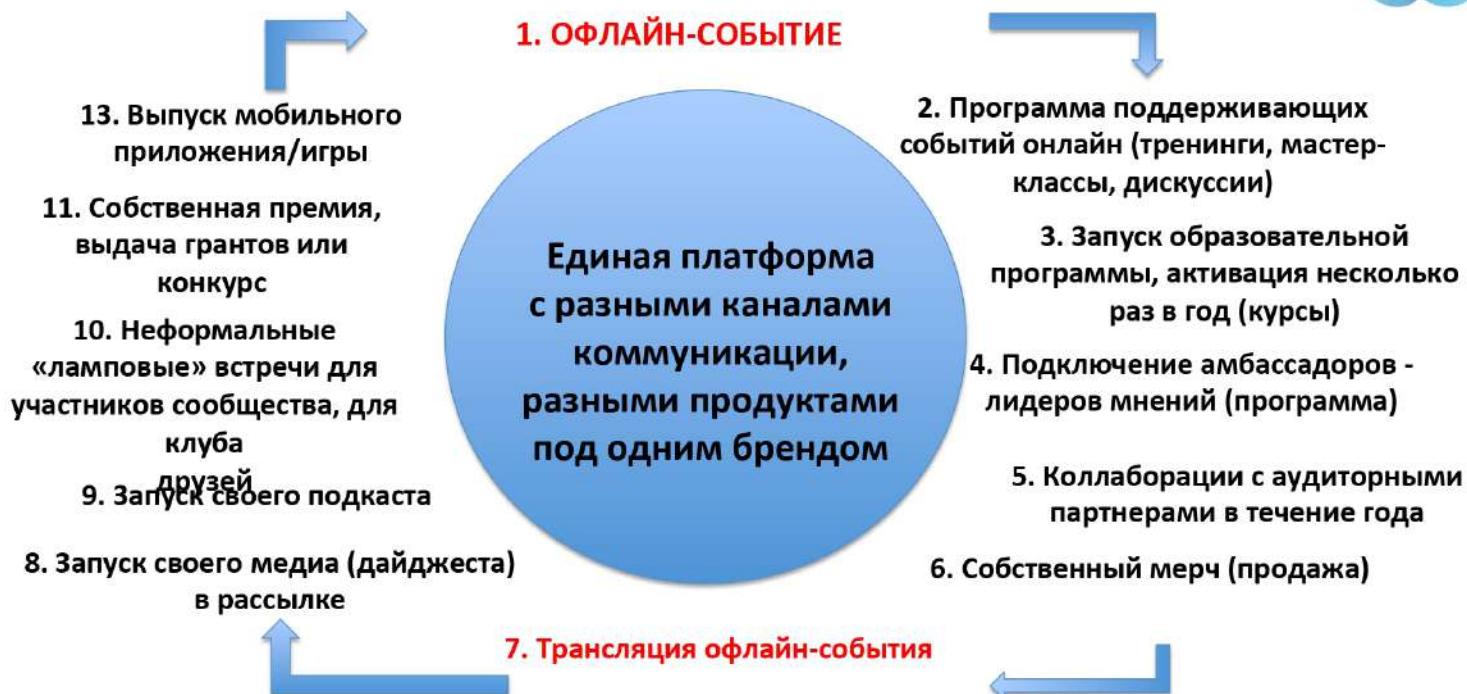 1. ОФЛАЙН-СОБЫТИЕ
2. Программа поддерживающих
событий онлайн (тренинги, мастер-
классы, дискуссии)
3. Запуск образовательной
программы, активация несколько
раз в год (курсы)
4. Подключение амбассадоров -
лидеров мнений (программа)
5. Коллаборации с аудиторными
партнерами в течение года
6. Собственный мерч (продажа)
7. Трансляция офлайн-события
8. Запуск своего медиа (дайджеста)
в рассылке
9. Запуск своего подкаста
10. Неформальные
«ламповые» встречи для
участников сообщества, для
клуба
друзей
11. Собственная премия,
выдача грантов или
конкурс
13. Выпуск мобильного
приложения/игры
Единая платформа
с разными каналами
коммуникации,
разными продуктами
под одним брендом